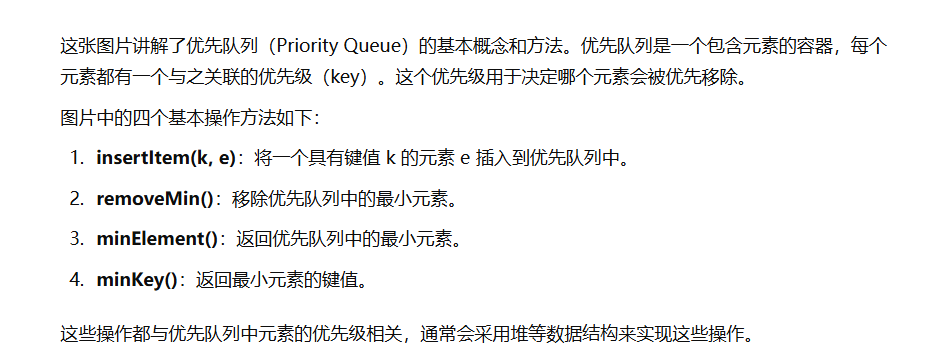 这张图片讲解了优先队列（Priority Queue）的基本概念和方法。优先队列是一个包含元素的容器，每个
元素都有一个与之关联的优先级（key）。这个优先级用于决定哪个元素会被优先移除。
图片中的四个基本操作方法如下：
1. insertItem(k, e)：将一个具有键值 k 的元素 e 插入到优先队列中。
2. removeMin()：移除优先队列中的最小元素。
3. minElement()：返回优先队列中的最小元素。
4. minKey()：返回最小元素的键值。
这些操作都与优先队列中元素的优先级相关，通常会采用堆等数据结构来实现这些操作。